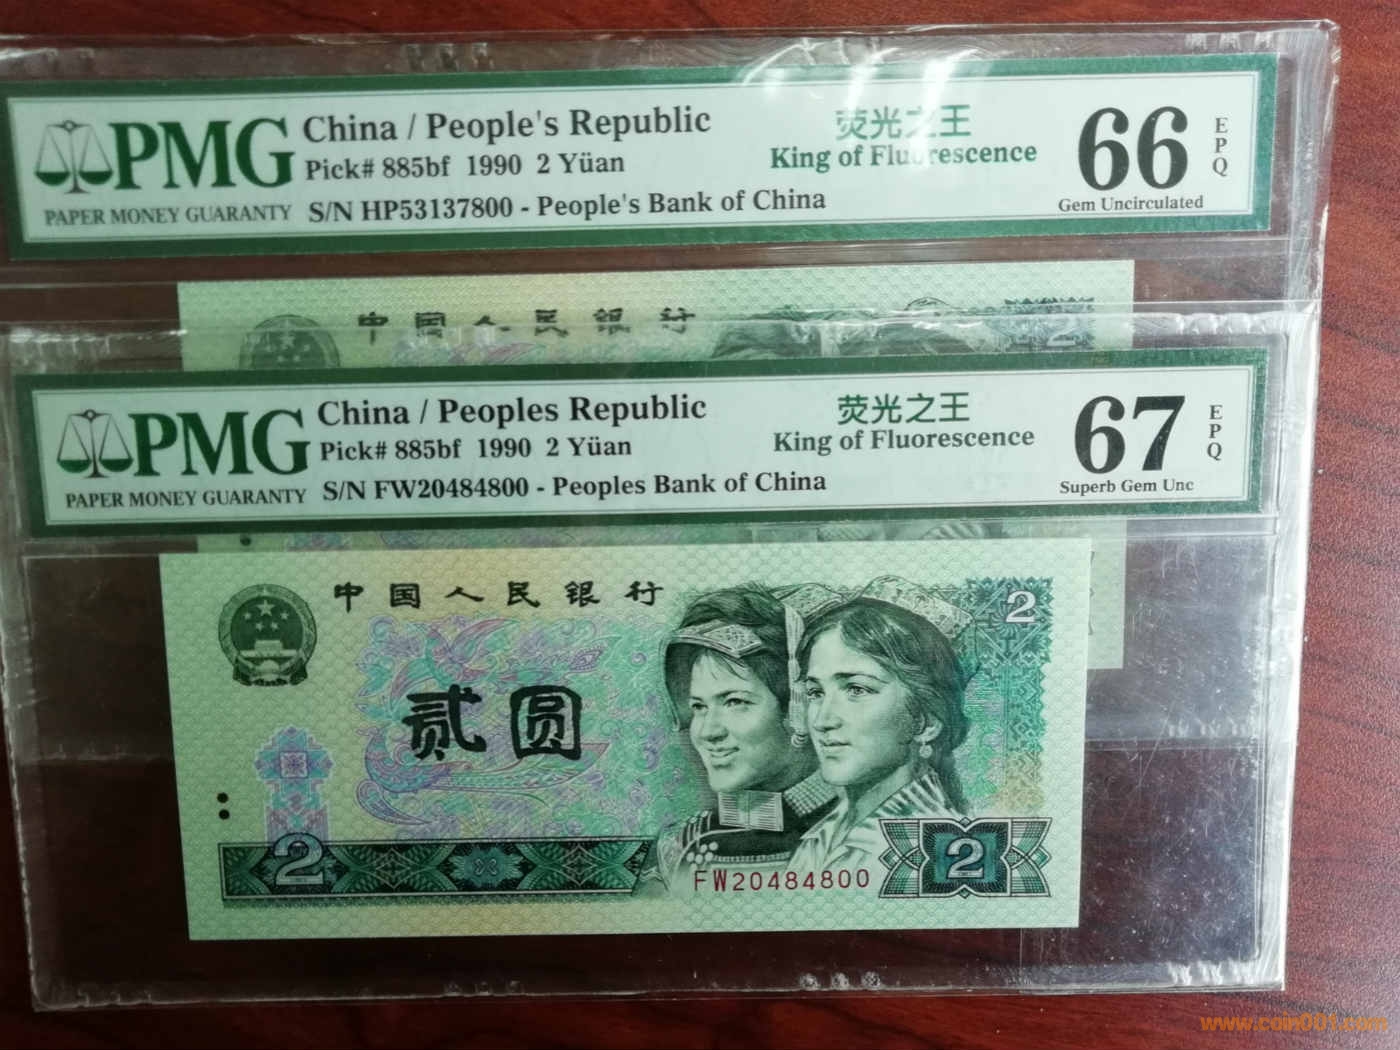 PMG
PAPER MONEY GUARANTY
China / People's Republic
Pick# 885bf 1990 2 Yüan
S/N HP53137800 - People's Bank of China
荧光之王
King of Fluorescence
66
EPQ
Gem Uncirculated
中国人民银行
2
PMG
PAPER MONEY GUARANTY
China / Peoples Republic
Pick# 885bf 1990 2 Yüan
S/N FW20484800 - Peoples Bank of China
荧光之王
King of Fluorescence
67
EPQ
Superb Gem Unc
中国人民银行
2
贰圆
2
FW20484800
2
www.coin001.com